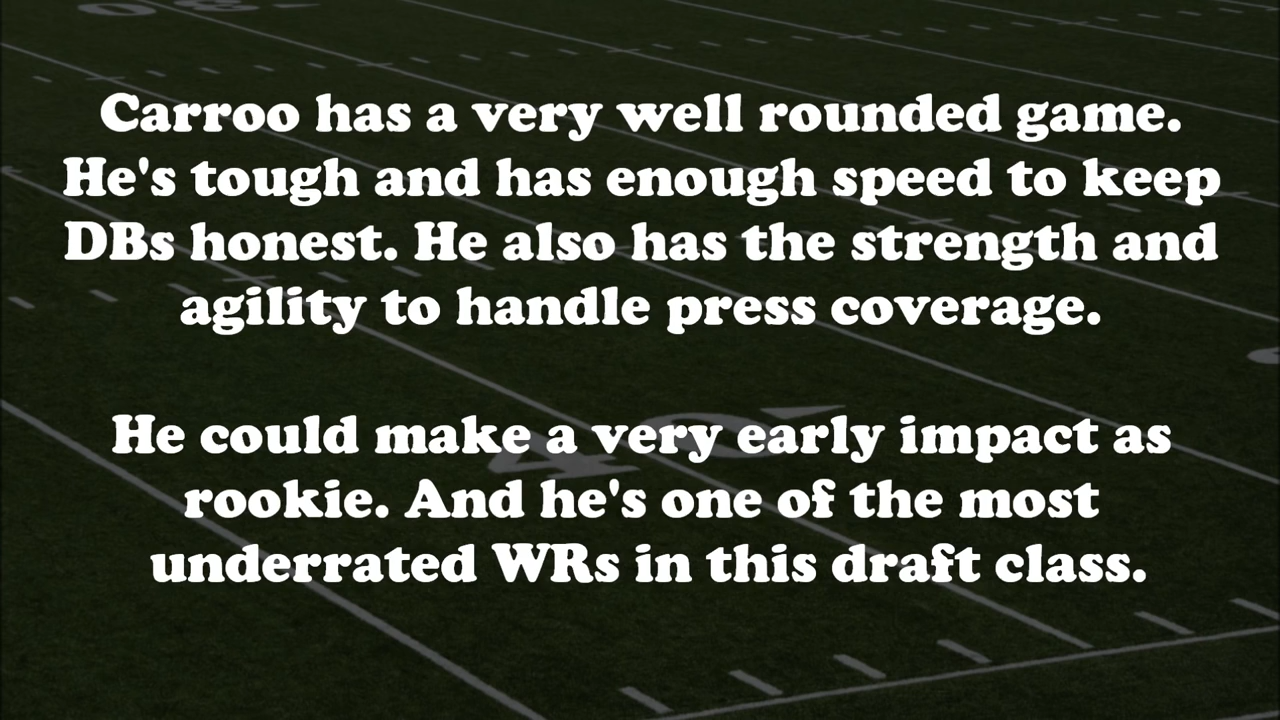 Carroo has a very well rounded game.
He's tough and has enough speed to keep
DBs honest. He also has the strength and
agility to handle press coverage.
He could make a very early impact as
rookie. And he's one of the most
underrated WRs in this draft class.